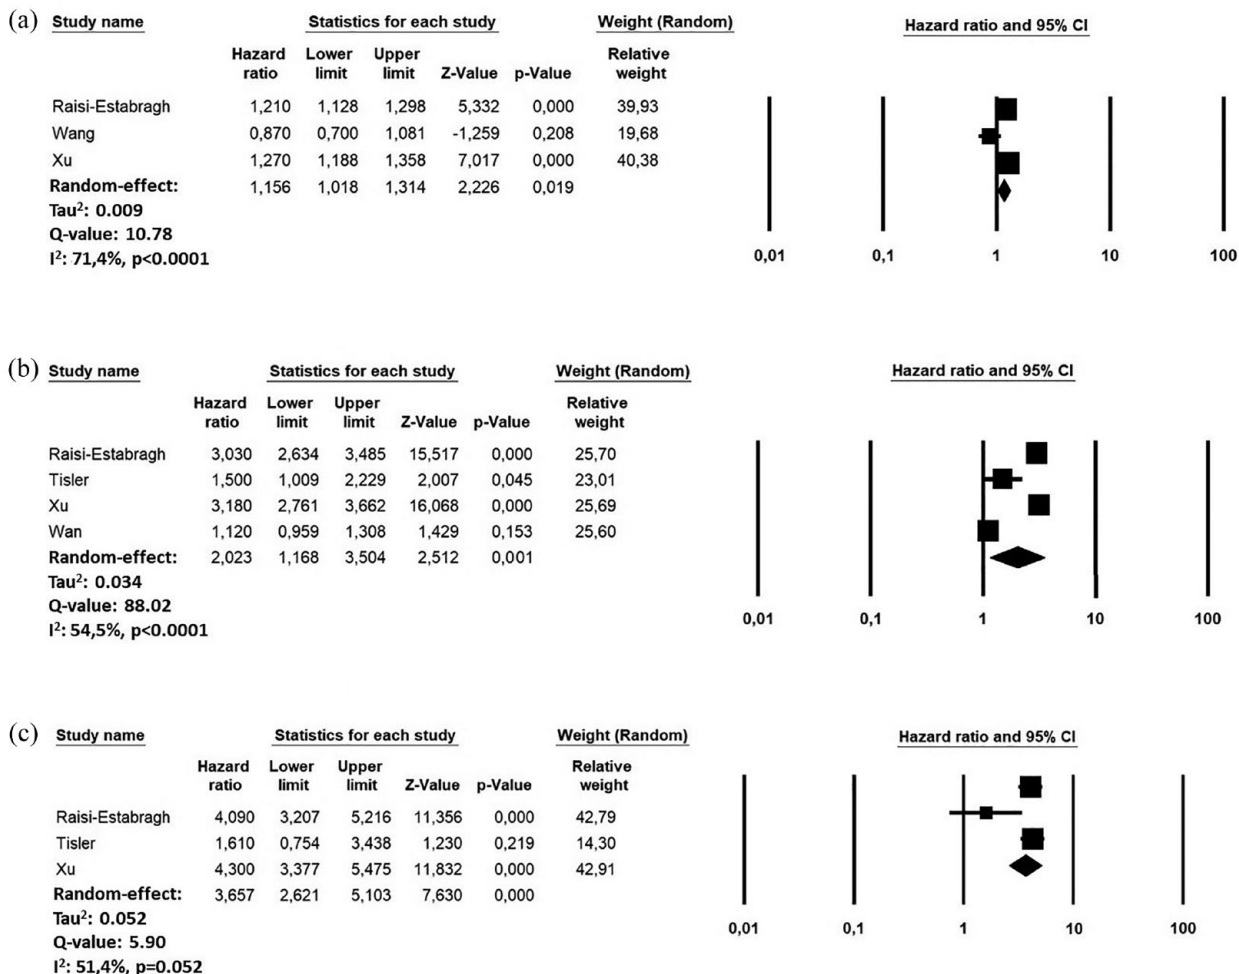 (a) Study name Statistics for each study Weight (Random) Hazard ratio and 95% CI
Hazard Lower Upper Relative
ratio limit limit Z-Value p-Value weight
Raisi-Estabragh 1,210 1,128 1,298 5,332 0,000 39,93
Wang 0,870 0,700 1,081 -1,259 0,208 19,68
Xu 1,270 1,188 1,358 7,017 0,000 40,38
Random-effect: 1,156 1,018 1,314 2,226 0,019
Tau²: 0.009
Q-value: 10.78
I²: 71,4%, p<0.0001
0,01 0,1 1 10 100
(b) Study name Statistics for each study Weight (Random) Hazard ratio and 95% CI
Hazard Lower Upper Relative
ratio limit limit Z-Value p-Value weight
Raisi-Estabragh 3,030 2,634 3,485 15,517 0,000 25,70
Tisler 1,500 1,009 2,229 2,007 0,045 23,01
Xu 3,180 2,761 3,662 16,068 0,000 25,69
Wan 1,120 0,959 1,308 1,429 0,153 25,60
Random-effect: 2,023 1,168 3,504 2,512 0,001
Tau²: 0.034
Q-value: 88.02
I²: 54,5%, p<0.0001
0,01 0,1 1 10 100
(c) Study name Statistics for each study Weight (Random) Hazard ratio and 95% CI
Hazard Lower Upper Relative
ratio limit limit Z-Value p-Value weight
Raisi-Estabragh 4,090 3,207 5,216 11,356 0,000 42,79
Tisler 1,610 0,754 3,438 1,230 0,219 14,30
Xu 4,300 3,377 5,475 11,832 0,000 42,91
Random-effect: 3,657 2,621 5,103 7,630 0,000
Tau²: 0.052
Q-value: 5.90
I²: 51,4%, p=0.052
0,01 0,1 1 10 100